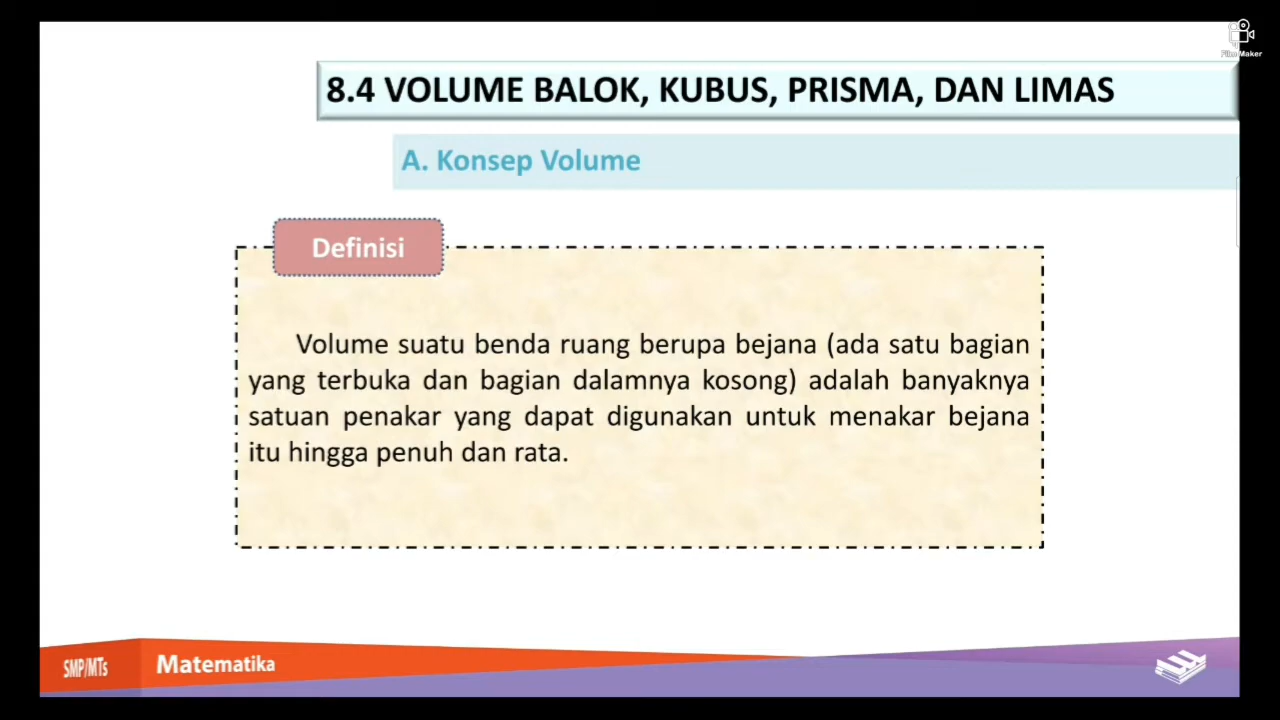 Film Maker
8.4 VOLUME BALOK, KUBUS, PRISMA, DAN LIMAS
A. Konsep Volume
Definisi
Volume suatu benda ruang berupa bejana (ada satu bagian
yang terbuka dan bagian dalamnya kosong) adalah banyaknya
satuan penakar yang dapat digunakan untuk menakar bejana
itu hingga penuh dan rata.
SMP/MTs
Matematika